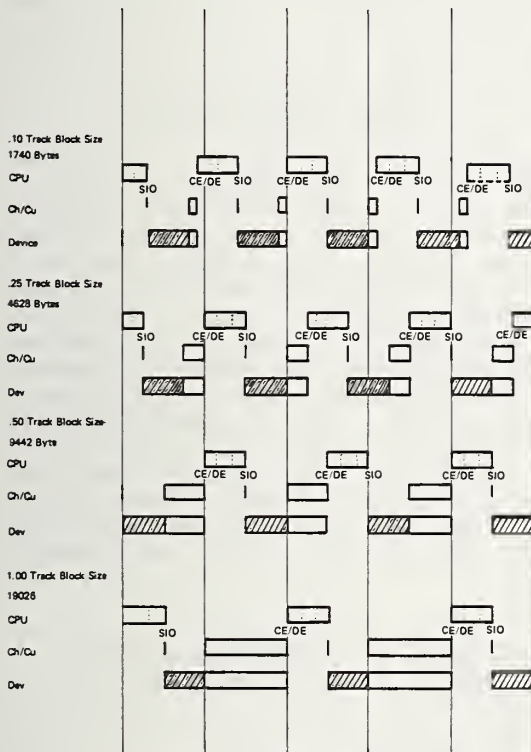 .10 Track Block Size
1740 Bytes
CPU
SIO CE/DE SIO CE/DE SIO CE/DE SIO CE/DE SIO
Ch/Cu
Device
.25 Track Block Size
4628 Bytes
CPU
SIO CE/DE SIO CE/DE SIO CE/DE SIO CE/DE
Ch/Cu
Dev
.50 Track Block Size
9442 Byte
CPU
CE/DE SIO CE/DE SIO CE/DE SIO
Ch/Cu
Dev
1.00 Track Block Size
19026
CPU
SIO CE/DE CE/DE SIO
Ch/Cu
Dev